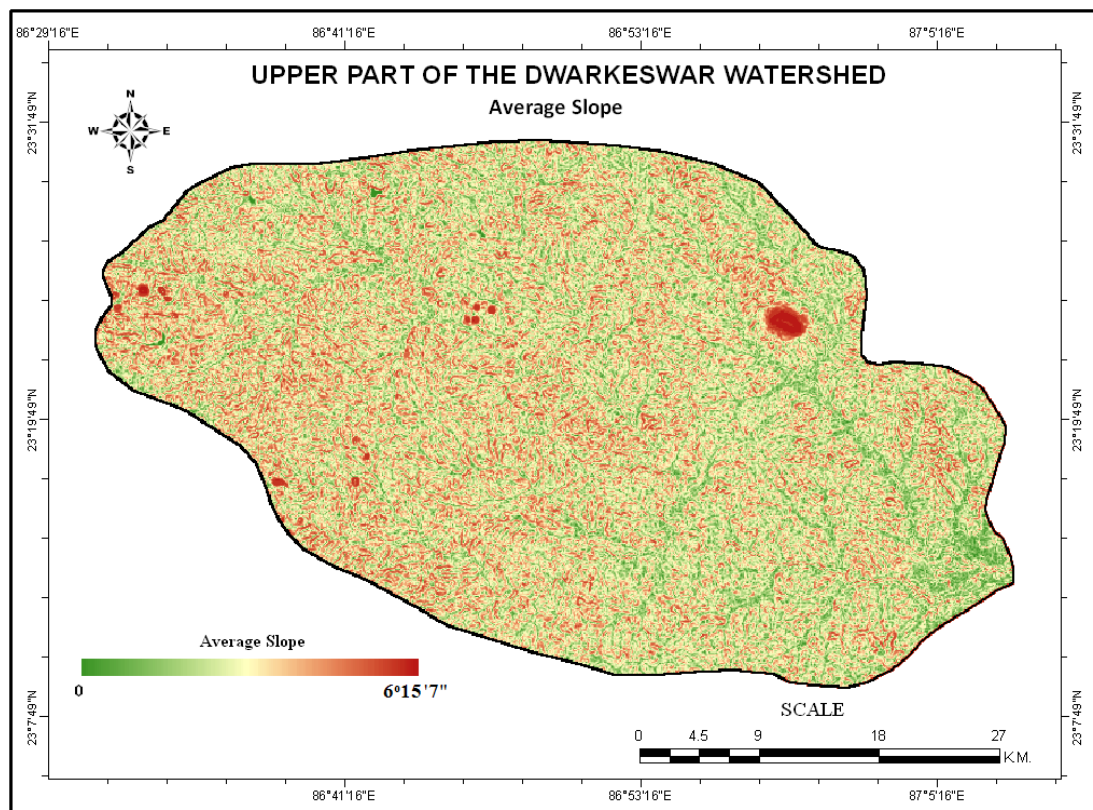 86°29'16"E 86°41'16"E 86°53'16"E 87°5'16"E
UPPER PART OF THE DWARKESWAR WATERSHED
Average Slope
N
W E
S
23°31'49"N 23°31'49"N
23°19'49"N 23°19'49"N
Average Slope
0 6°15'7"
23°7'49"N 23°7'49"N
SCALE
0 4.5 9 18 27
K.M.
86°41'16"E 86°53'16"E 87°5'16"E